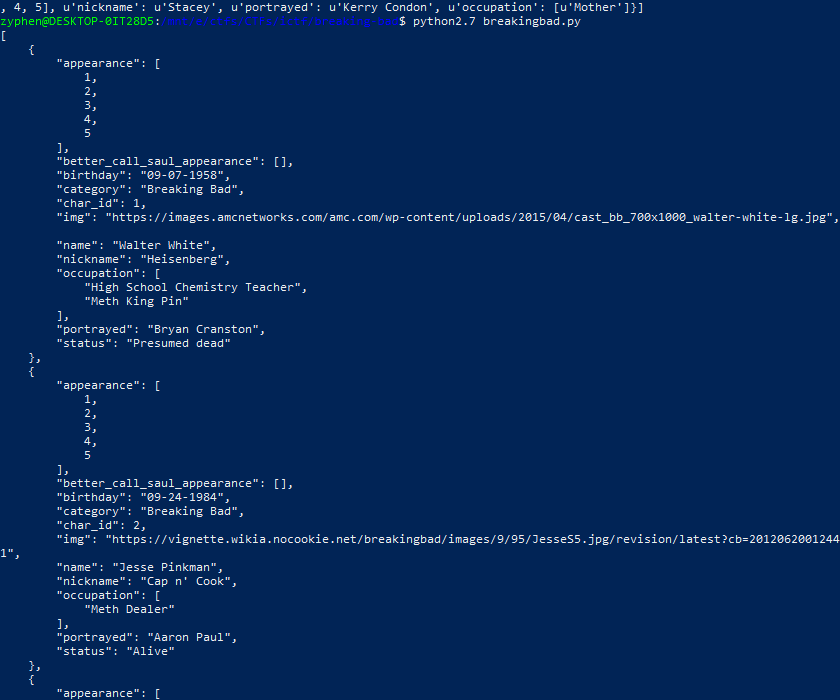 , 4, 5], u'nickname': u'Stacey', u'portrayed': u'Kerry Condon', u'occupation': [u'Mother']}]
zyphen@DESKTOP-0IT28D5:$ python2.7 breakingbad.py
[
    {
        "appearance": [
            1,
            2,
            3,
            4,
            5
        ],
        "better_call_saul_appearance": [],
        "birthday": "09-07-1958",
        "category": "Breaking Bad",
        "char_id": 1,
        "img": "https://images.amcnetworks.com/amc.com/wp-content/uploads/2015/04/cast_bb_700x1000_walter-white-lg.jpg",
        "name": "Walter White",
        "nickname": "Heisenberg",
        "occupation": [
            "High School Chemistry Teacher",
            "Meth King Pin"
        ],
        "portrayed": "Bryan Cranston",
        "status": "Presumed dead"
    },
    {
        "appearance": [
            1,
            2,
            3,
            4,
            5
        ],
        "better_call_saul_appearance": [],
        "birthday": "09-24-1984",
        "category": "Breaking Bad",
        "char_id": 2,
        "img": "https://vignette.wikia.nocookie.net/breakingbad/images/9/95/JesseS5.jpg/revision/latest?cb=2012062001244
1",
        "name": "Jesse Pinkman",
        "nickname": "Cap n' Cook",
        "occupation": [
            "Meth Dealer"
        ],
        "portrayed": "Aaron Paul",
        "status": "Alive"
    },
    {
        "appearance": [